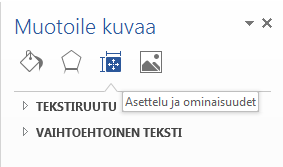 Muotoile kuvaa
Asettelu ja ominaisuudet
TEKSTIRUUTU
VAIHTOEHTOINEN TEKSTI